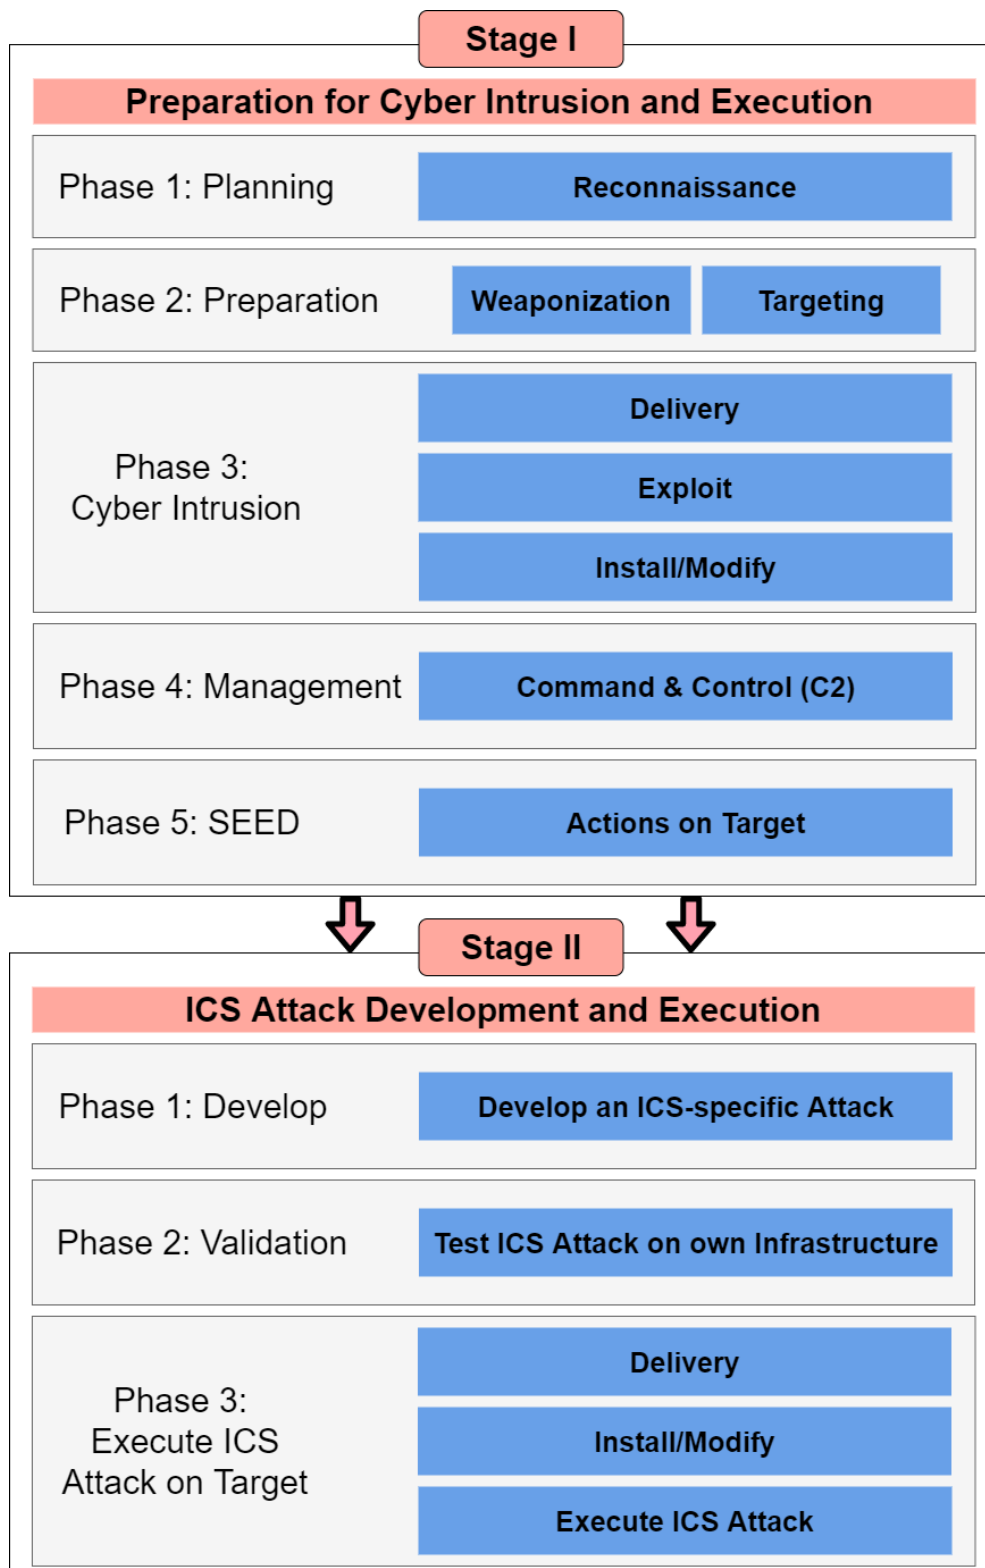 Stage I
Preparation for Cyber Intrusion and Execution
Phase 1: Planning
Reconnaissance
Phase 2: Preparation
Weaponization
Targeting
Phase 3:
Cyber Intrusion
Delivery
Exploit
Install/Modify
Phase 4: Management
Command & Control (C2)
Phase 5: SEED
Actions on Target
Stage II
ICS Attack Development and Execution
Phase 1: Develop
Develop an ICS-specific Attack
Phase 2: Validation
Test ICS Attack on own Infrastructure
Phase 3:
Execute ICS
Attack on Target
Delivery
Install/Modify
Execute ICS Attack